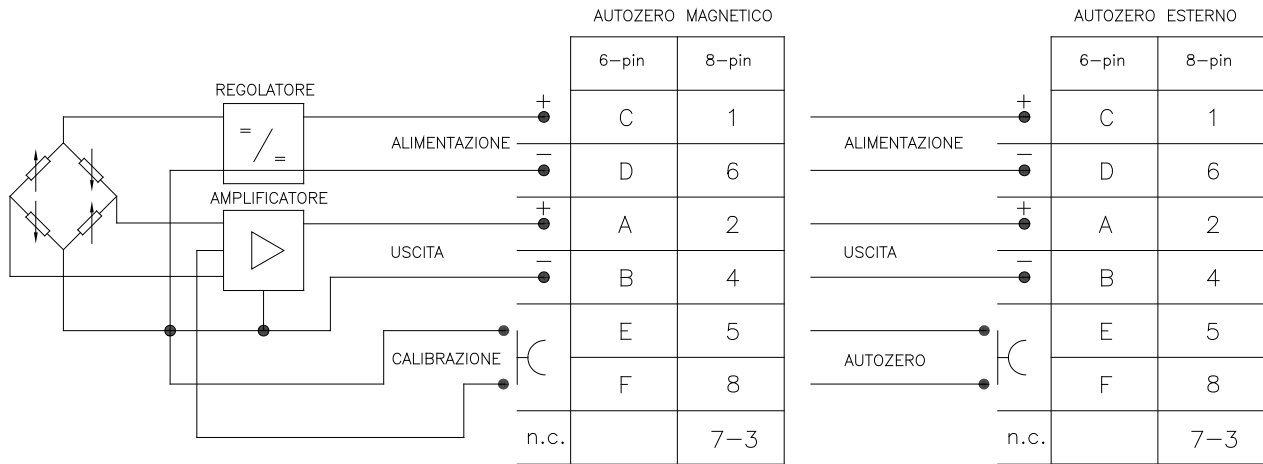 AUTOZERO MAGNETICO
6-pin 8-pin
REGOLATORE
=
/
=
+ C 1
ALIMENTAZIONE
- D 6
AMPLIFICATORE
+ A 2
USCITA
- B 4
E 5
CALIBRAZIONE
F 8
n.c. 7-3
AUTOZERO ESTERNO
6-pin 8-pin
+ C 1
ALIMENTAZIONE
- D 6
+ A 2
USCITA
- B 4
E 5
AUTOZERO
F 8
n.c. 7-3